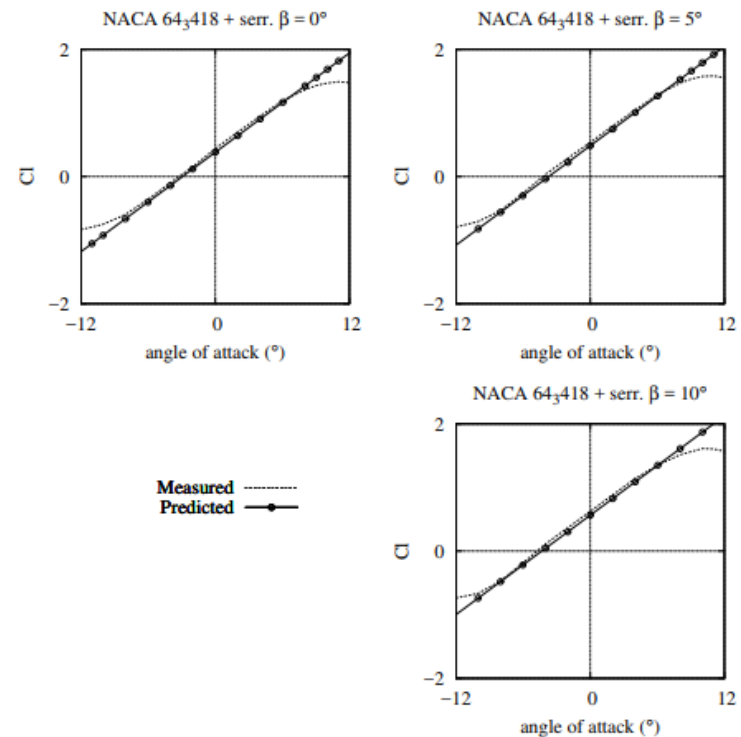 NACA 64₃418 + serr. β = 0°
2
0
−2
Cl
−12
0
12
angle of attack (°)
NACA 64₃418 + serr. β = 5°
2
0
−2
Cl
−12
0
12
angle of attack (°)
Measured
Predicted
NACA 64₃418 + serr. β = 10°
2
0
−2
Cl
−12
0
12
angle of attack (°)